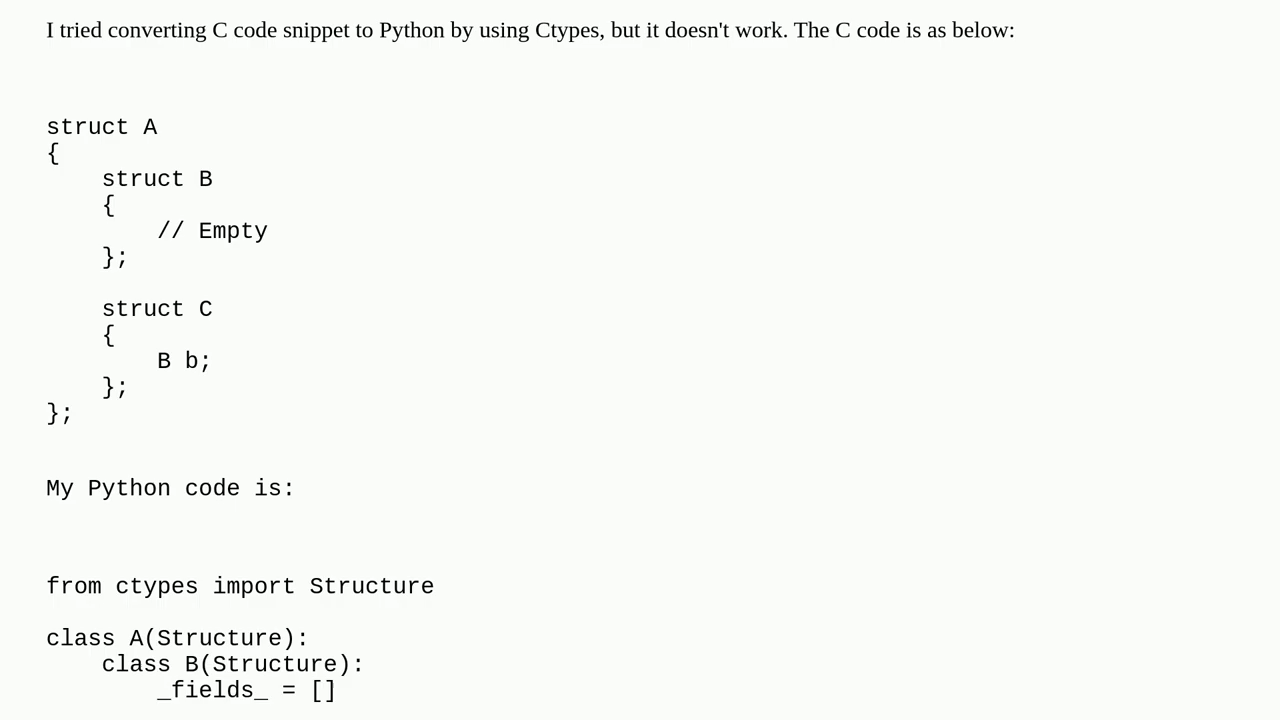 I tried converting C code snippet to Python by using Ctypes, but it doesn't work. The C code is as below:
struct A
{
    struct B
    {
        // Empty
    };
    struct C
    {
        B b;
    };
};
My Python code is:
from ctypes import Structure
class A(Structure):
    class B(Structure):
        _fields_ = []